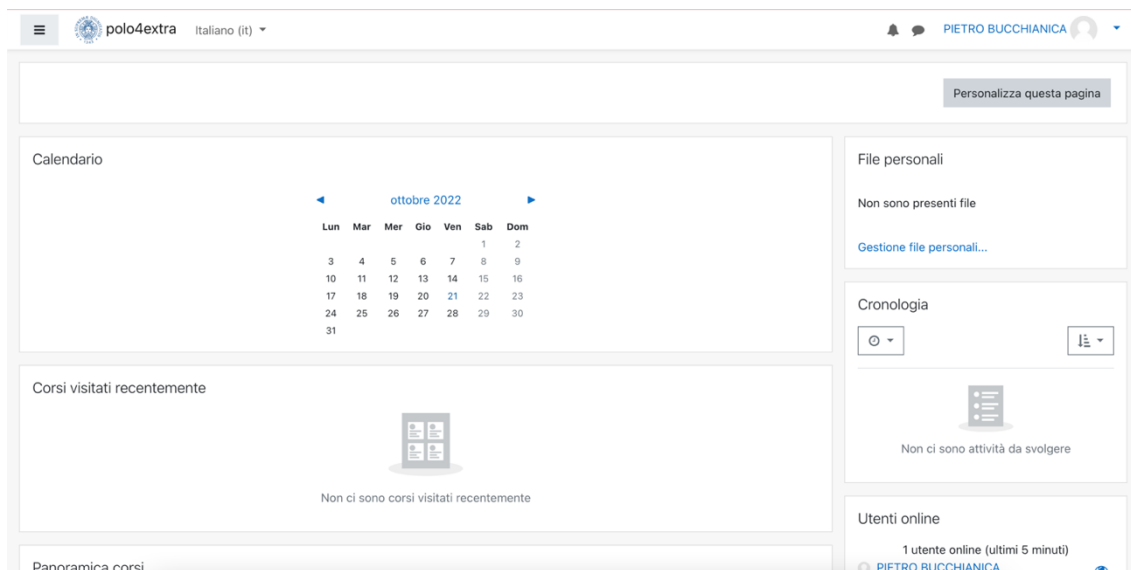 polo4extra Italiano (it) PIETRO BUCCHIANICA
Personalizza questa pagina
Calendario
ottobre 2022
Lun Mar Mer Gio Ven Sab Dom
1 2
3 4 5 6 7 8 9
10 11 12 13 14 15 16
17 18 19 20 21 22 23
24 25 26 27 28 29 30
31
Corsi visitati recentemente
Non ci sono corsi visitati recentemente
Panoramica corsi
File personali
Non sono presenti file
Gestione file personali...
Cronologia
Non ci sono attività da svolgere
Utenti online
1 utente online (ultimi 5 minuti)
PIETRO BUCCHIANICA